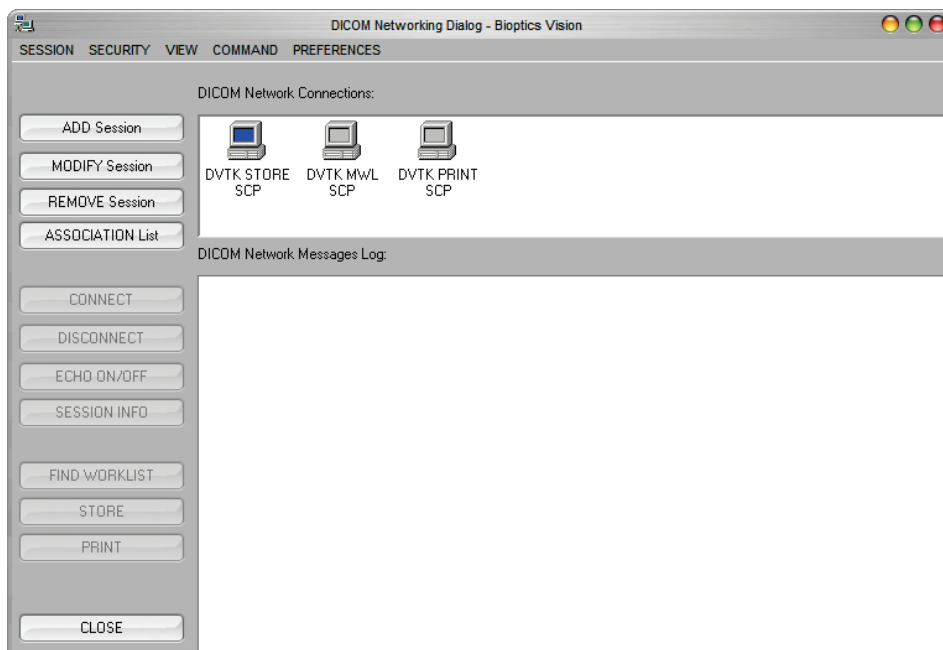 DICOM Networking Dialog - Bioptics Vision
SESSION SECURITY VIEW COMMAND PREFERENCES
DICOM Network Connections:
ADD Session
MODIFY Session
REMOVE Session
ASSOCIATION List
DVTK STORE
SCP
DVTK MWL
SCP
DVTK PRINT
SCP
DICOM Network Messages Log:
CONNECT
DISCONNECT
ECHO ON/OFF
SESSION INFO
FIND WORKLIST
STORE
PRINT
CLOSE